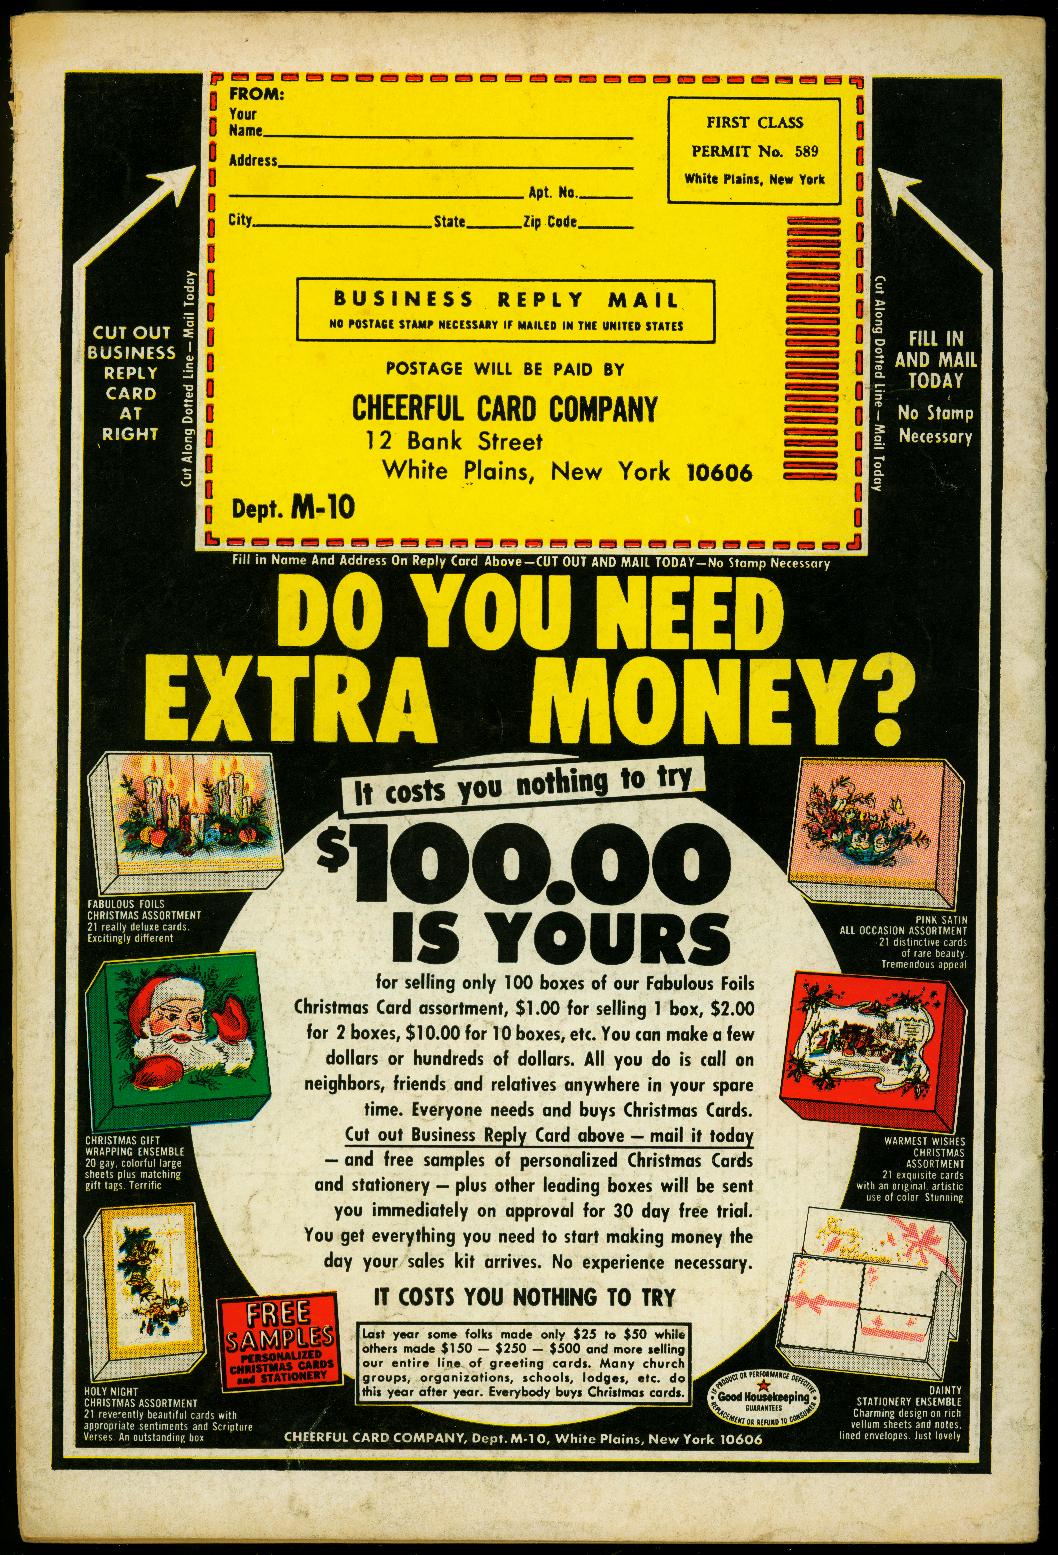 FROM:
Your
Name
Address
Apt. No.
City State Zip Code
FIRST CLASS
PERMIT No. 589
White Plains, New York
BUSINESS REPLY MAIL
NO POSTAGE STAMP NECESSARY IF MAILED IN THE UNITED STATES
POSTAGE WILL BE PAID BY
CHEERFUL CARD COMPANY
12 Bank Street
White Plains, New York 10606
Dept. M-10
CUT OUT
BUSINESS
REPLY
CARD
AT
RIGHT
Cut Along Dotted Line — Mail Today
Cut Along Dotted Line — Mail Today
FILL IN
AND MAIL
TODAY
No Stamp
Necessary
Fill in Name And Address On Reply Card Above—CUT OUT AND MAIL TODAY—No Stamp Necessary
DO YOU NEED
EXTRA MONEY?
It costs you nothing to try
$100.00
IS YOURS
for selling only 100 boxes of our Fabulous Foils
Christmas Card assortment, $1.00 for selling 1 box, $2.00
for 2 boxes, $10.00 for 10 boxes, etc. You can make a few
dollars or hundreds of dollars. All you do is call on
neighbors, friends and relatives anywhere in your spare
time. Everyone needs and buys Christmas Cards.
Cut out Business Reply Card above — mail it today
— and free samples of personalized Christmas Cards
and stationery — plus other leading boxes will be sent
you immediately on approval for 30 day free trial.
You get everything you need to start making money the
day your sales kit arrives. No experience necessary.
IT COSTS YOU NOTHING TO TRY
Last year some folks made only $25 to $50 while
others made $150 — $250 — $500 and more selling
our entire line of greeting cards. Many church
groups, organizations, schools, lodges, etc. do
this year after year. Everybody buys Christmas cards.
FABULOUS FOILS
CHRISTMAS ASSORTMENT
21 really deluxe cards.
Excitingly different
CHRISTMAS GIFT
WRAPPING ENSEMBLE
20 gay, colorful large
sheets plus matching
gift tags. Terrific
HOLY NIGHT
CHRISTMAS ASSORTMENT
21 reverently beautiful cards with
appropriate sentiments and Scripture
Verses. An outstanding box
FREE
SAMPLES
PERSONALIZED
CHRISTMAS CARDS
and STATIONERY
PINK SATIN
ALL OCCASION ASSORTMENT
21 distinctive cards
of rare beauty.
Tremendous appeal
WARMEST WISHES
CHRISTMAS
ASSORTMENT
21 exquisite cards
with an original, artistic
use of color. Stunning
DAINTY
STATIONERY ENSEMBLE
Charming design on rich
vellum sheets and notes,
lined envelopes. Just lovely
IF PRODUCT OR PERFORMANCE DEFECTIVE
Good Housekeeping
GUARANTEES
REPLACEMENT OR REFUND TO CONSUMER
CHEERFUL CARD COMPANY, Dept. M-10, White Plains, New York 10606